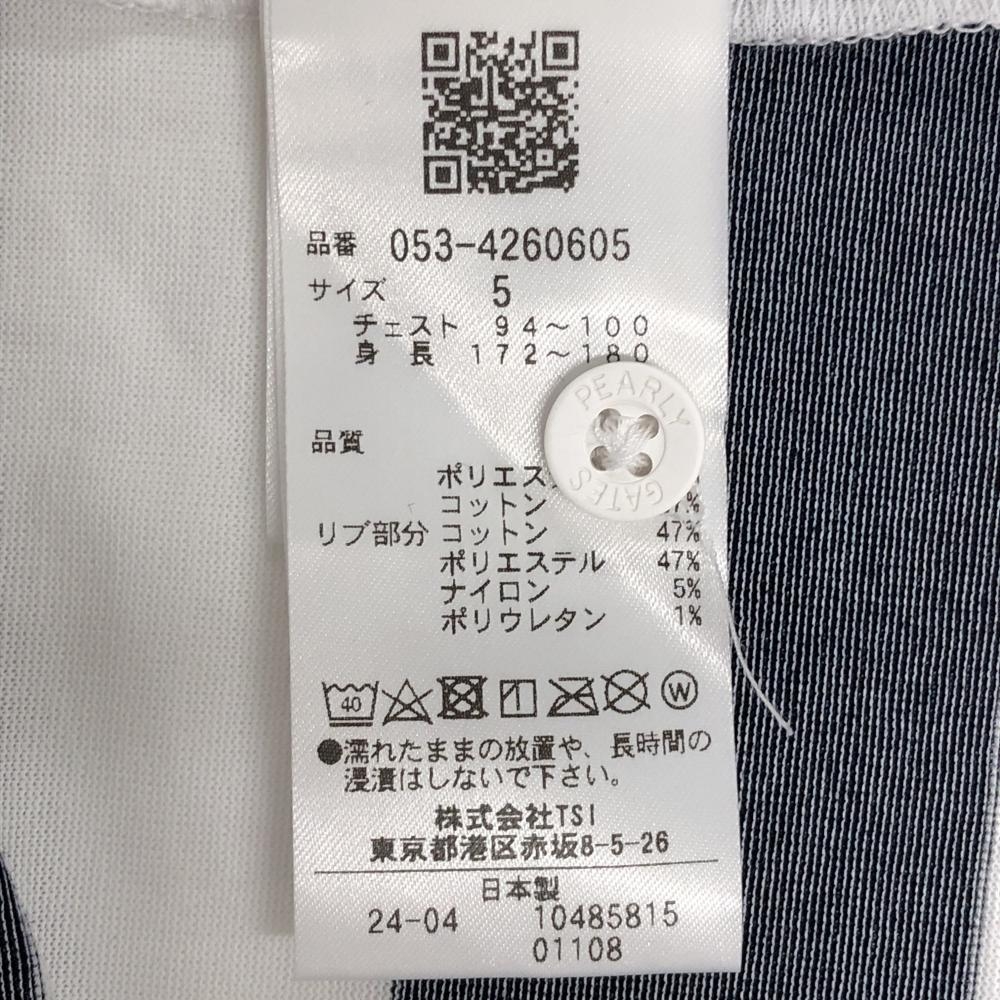 品番 053-4260605
サイズ 5
チェスト 94～100
身長 172～180
PEARLY
GATES
品質
ポリエス
コットン 7%
リブ部分 コットン 47%
ポリエステル 47%
ナイロン 5%
ポリウレタン 1%
40
W
●濡れたままの放置や、長時間の
浸漬はしないで下さい。
株式会社TSI
東京都港区赤坂8-5-26
日本製
24-04 10485815
01108